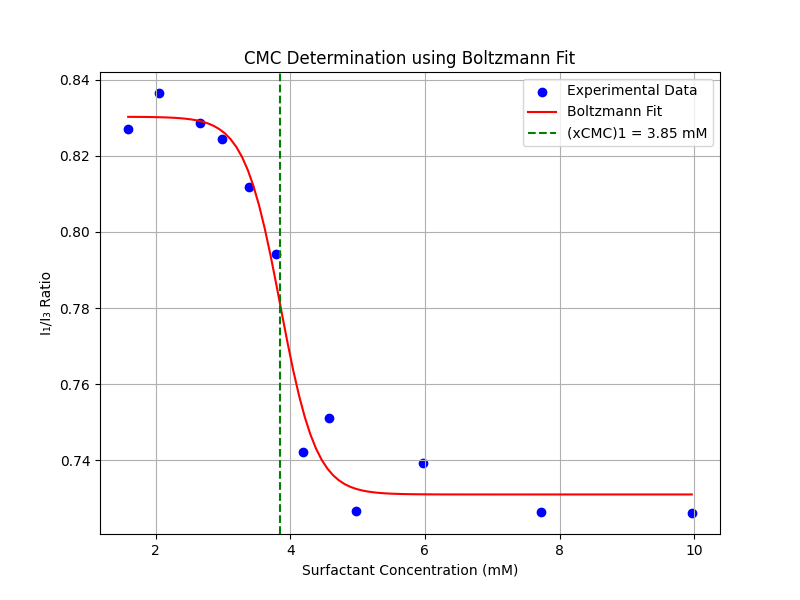 CMC Determination using Boltzmann Fit
Experimental Data
Boltzmann Fit
(xCMC)1 = 3.85 mM
I₁/I₃ Ratio
0.84
0.82
0.80
0.78
0.76
0.74
2 4 6 8 10
Surfactant Concentration (mM)